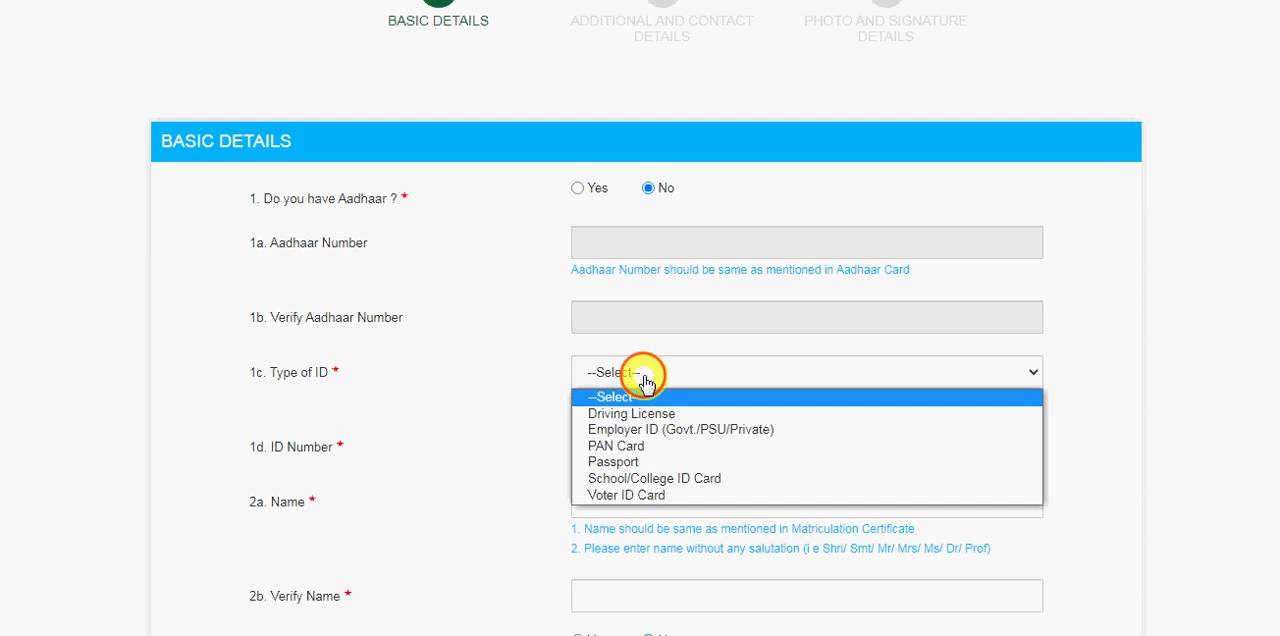 BASIC DETAILS
ADDITIONAL AND CONTACT DETAILS
PHOTO AND SIGNATURE DETAILS
BASIC DETAILS
1. Do you have Aadhaar ? *
Yes No
1a. Aadhaar Number
Aadhaar Number should be same as mentioned in Aadhaar Card
1b. Verify Aadhaar Number
1c. Type of ID *
--Select--
--Select--
Driving License
Employer ID (Govt./PSU/Private)
PAN Card
Passport
School/College ID Card
Voter ID Card
1d. ID Number *
2a. Name *
1. Name should be same as mentioned in Matriculation Certificate
2. Please enter name without any salutation (i e Shri/ Smt/ Mr/ Mrs/ Ms/ Dr/ Prof)
2b. Verify Name *